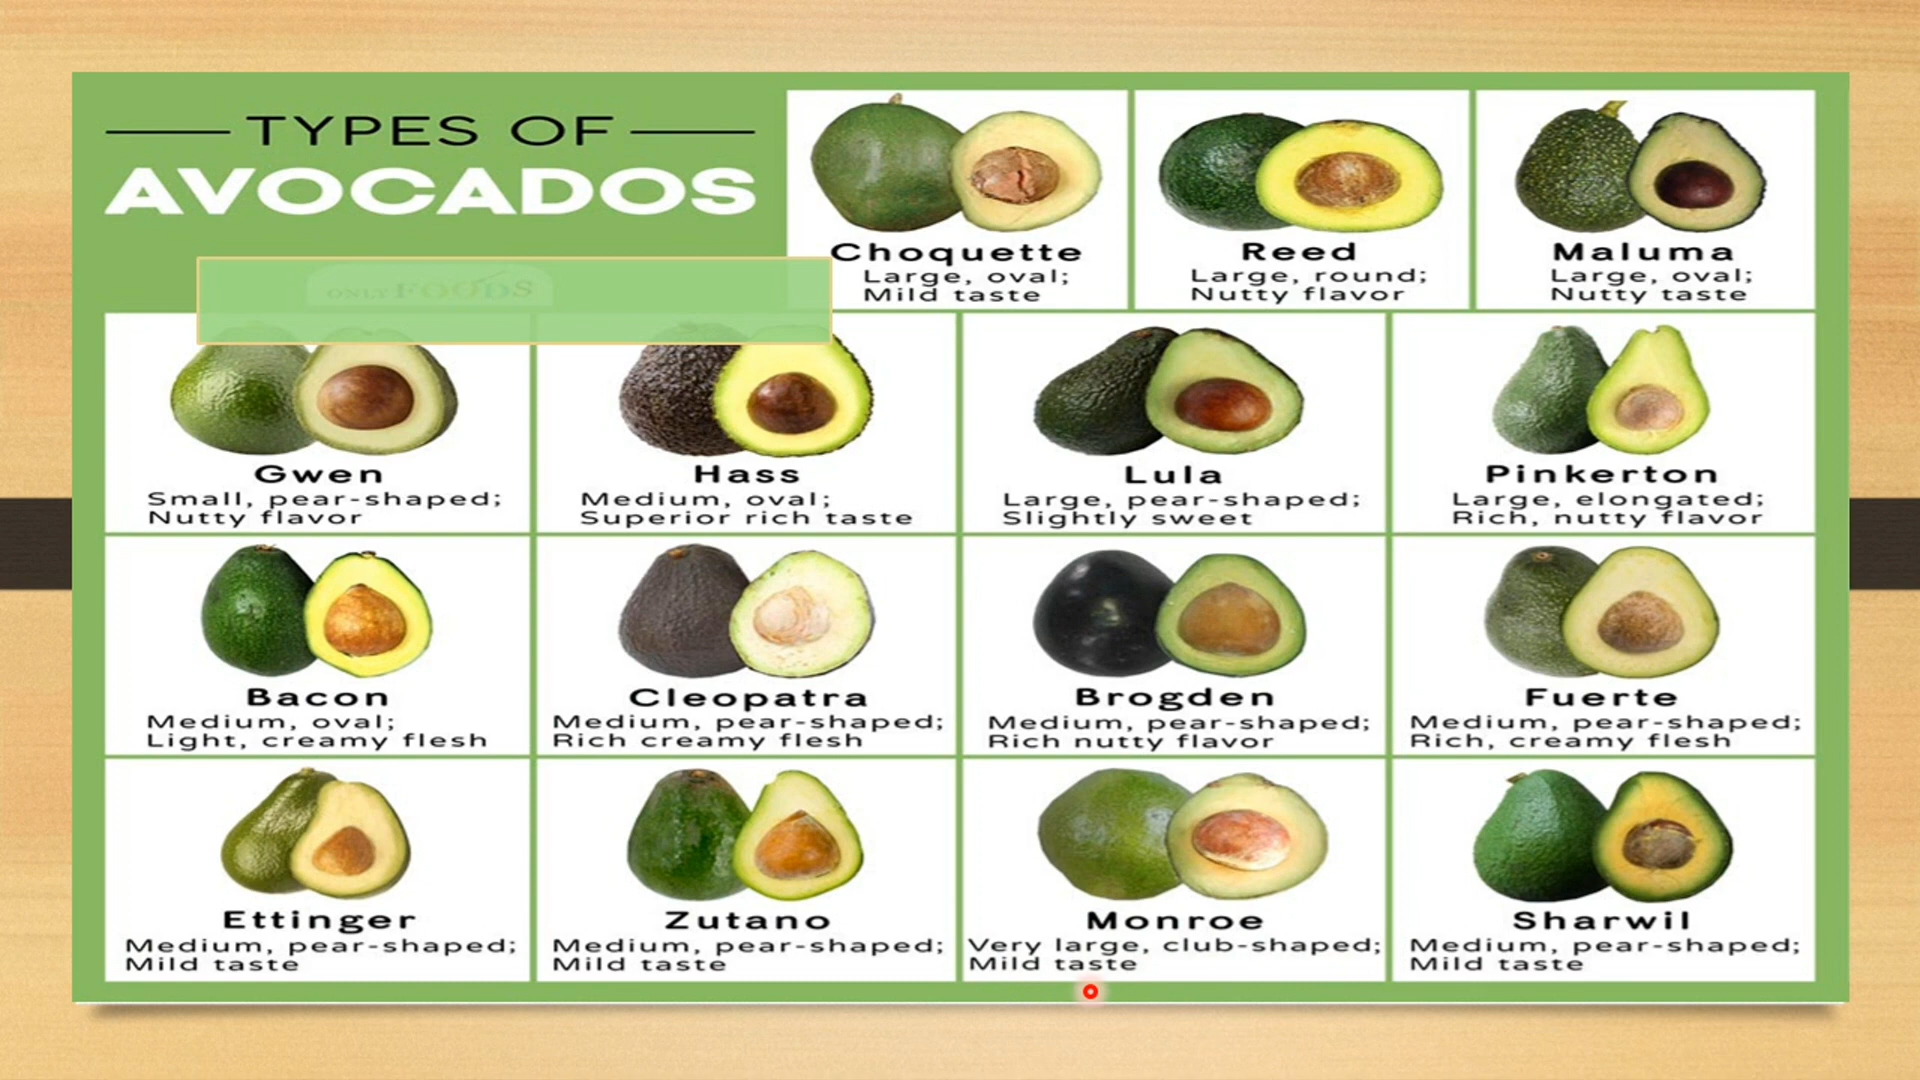 TYPES OF
AVOCADOS
ONLY FOODS
Choquette
Large, oval;
Mild taste
Reed
Large, round;
Nutty flavor
Maluma
Large, oval;
Nutty taste
Gwen
Small, pear-shaped;
Nutty flavor
Hass
Medium, oval;
Superior rich taste
Lula
Large, pear-shaped;
Slightly sweet
Pinkerton
Large, elongated;
Rich, nutty flavor
Bacon
Medium, oval;
Light, creamy flesh
Cleopatra
Medium, pear-shaped;
Rich creamy flesh
Brogden
Medium, pear-shaped;
Rich nutty flavor
Fuerte
Medium, pear-shaped;
Rich, creamy flesh
Ettinger
Medium, pear-shaped;
Mild taste
Zutano
Medium, pear-shaped;
Mild taste
Monroe
Very large, club-shaped;
Mild taste
Sharwil
Medium, pear-shaped;
Mild taste